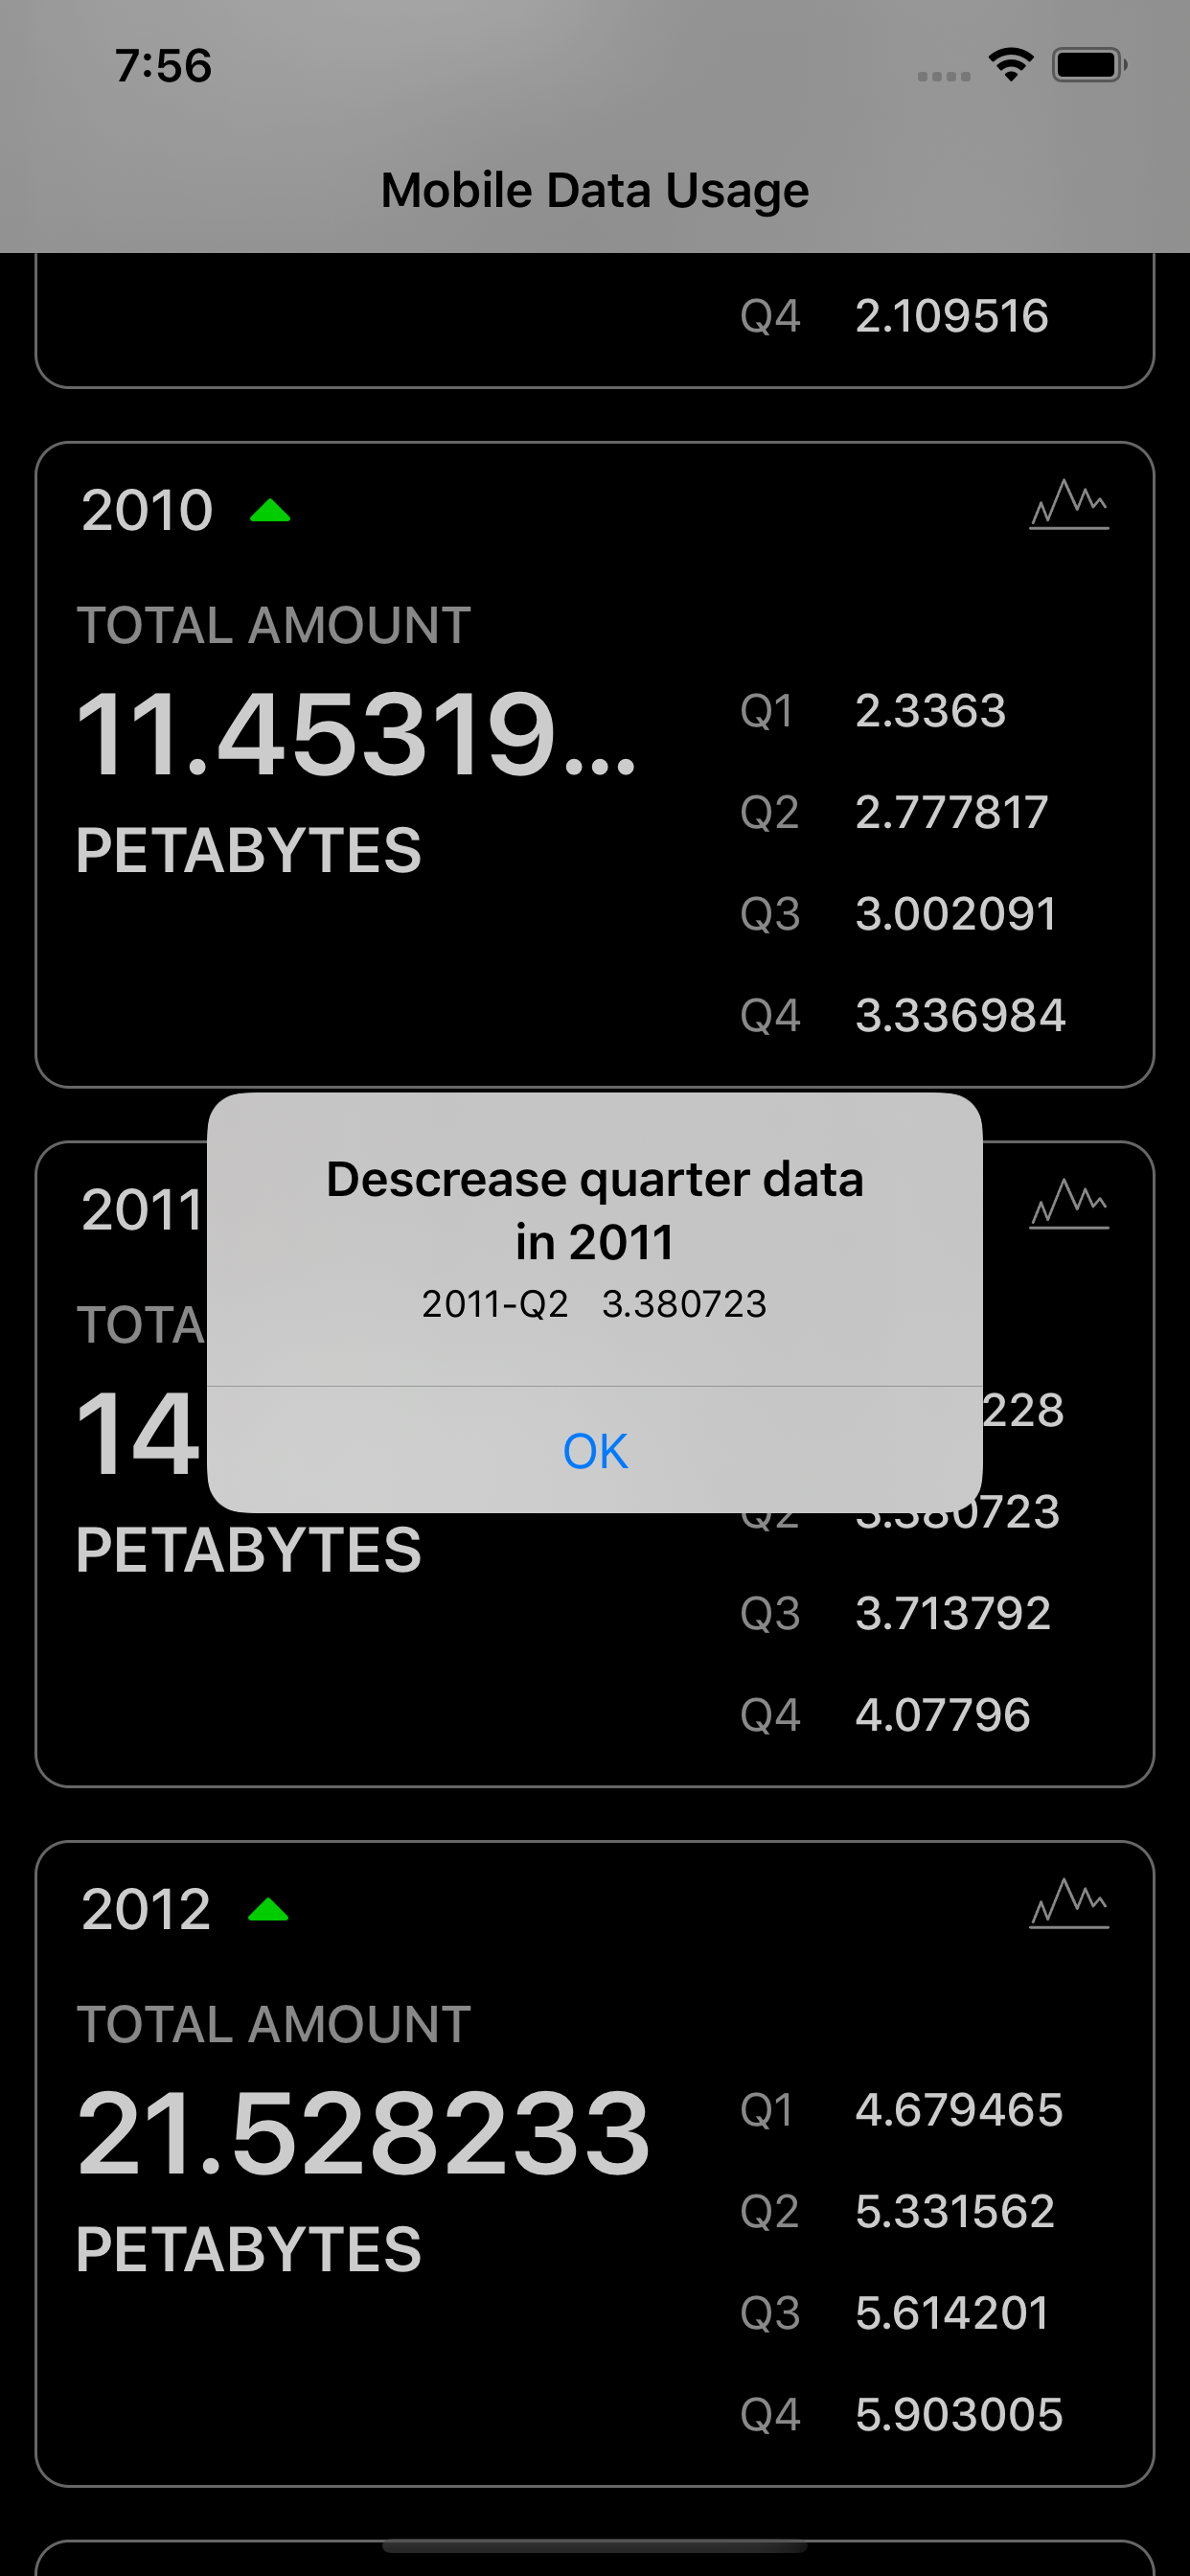 7:56
Mobile Data Usage
Q4 2.109516
2010
TOTAL AMOUNT
11.45319...
PETABYTES
Q1 2.3363
Q2 2.777817
Q3 3.002091
Q4 3.336984
Descrease quarter data
in 2011
2011-Q2 3.380723
OK
2011
TOTA
14
PETABYTES
228
Q2 3.380723
Q3 3.713792
Q4 4.07796
2012
TOTAL AMOUNT
21.528233
PETABYTES
Q1 4.679465
Q2 5.331562
Q3 5.614201
Q4 5.903005